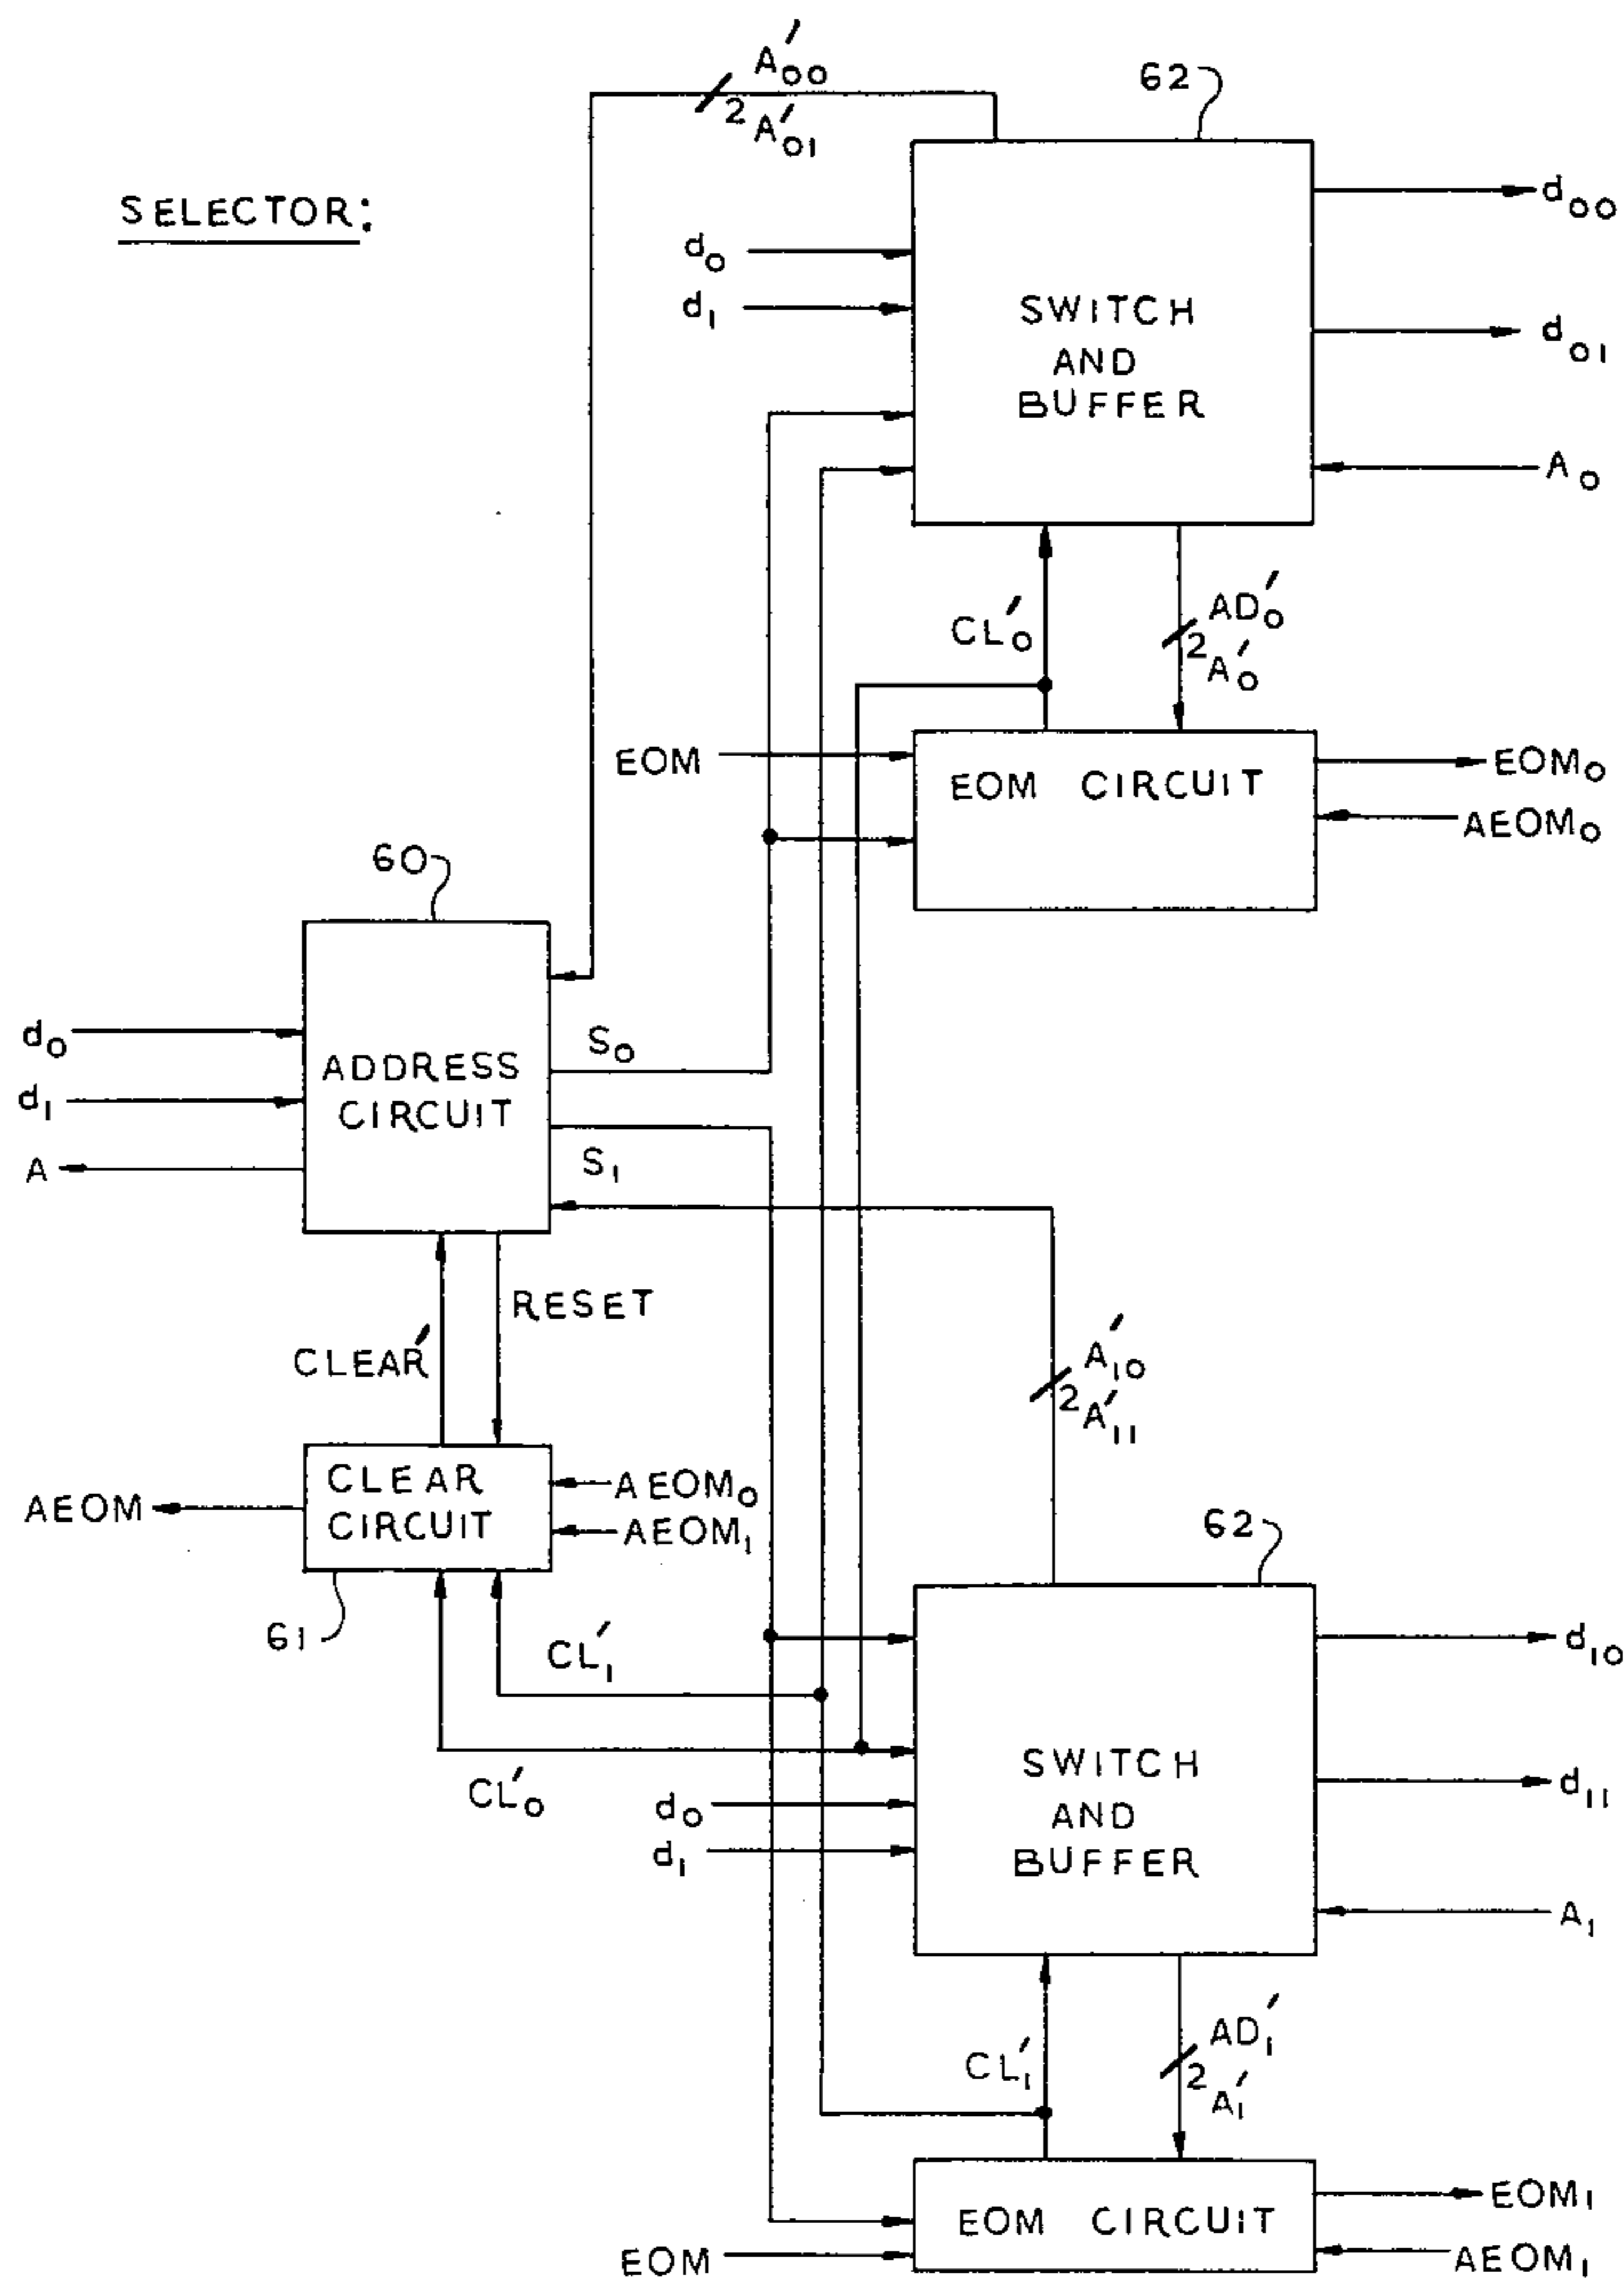 A'00
2 A'01
62
SELECTOR:
d00
d0
d1
SWITCH
AND
BUFFER
d01
A0
CL'0
AD'0
2 A'0
EOM
EOM CIRCUIT
EOM0
AEOM0
60
d0
d1
A
ADDRESS
CIRCUIT
S0
S1
RESET
CLEAR'
A'10
2 A'11
AEOM
CLEAR
CIRCUIT
AEOM0
AEOM1
61
62
CL'1
CL'0
d10
SWITCH
AND
BUFFER
d0
d1
d11
A1
CL'1
AD'1
2 A'1
EOM CIRCUIT
EOM1
EOM
AEOM1